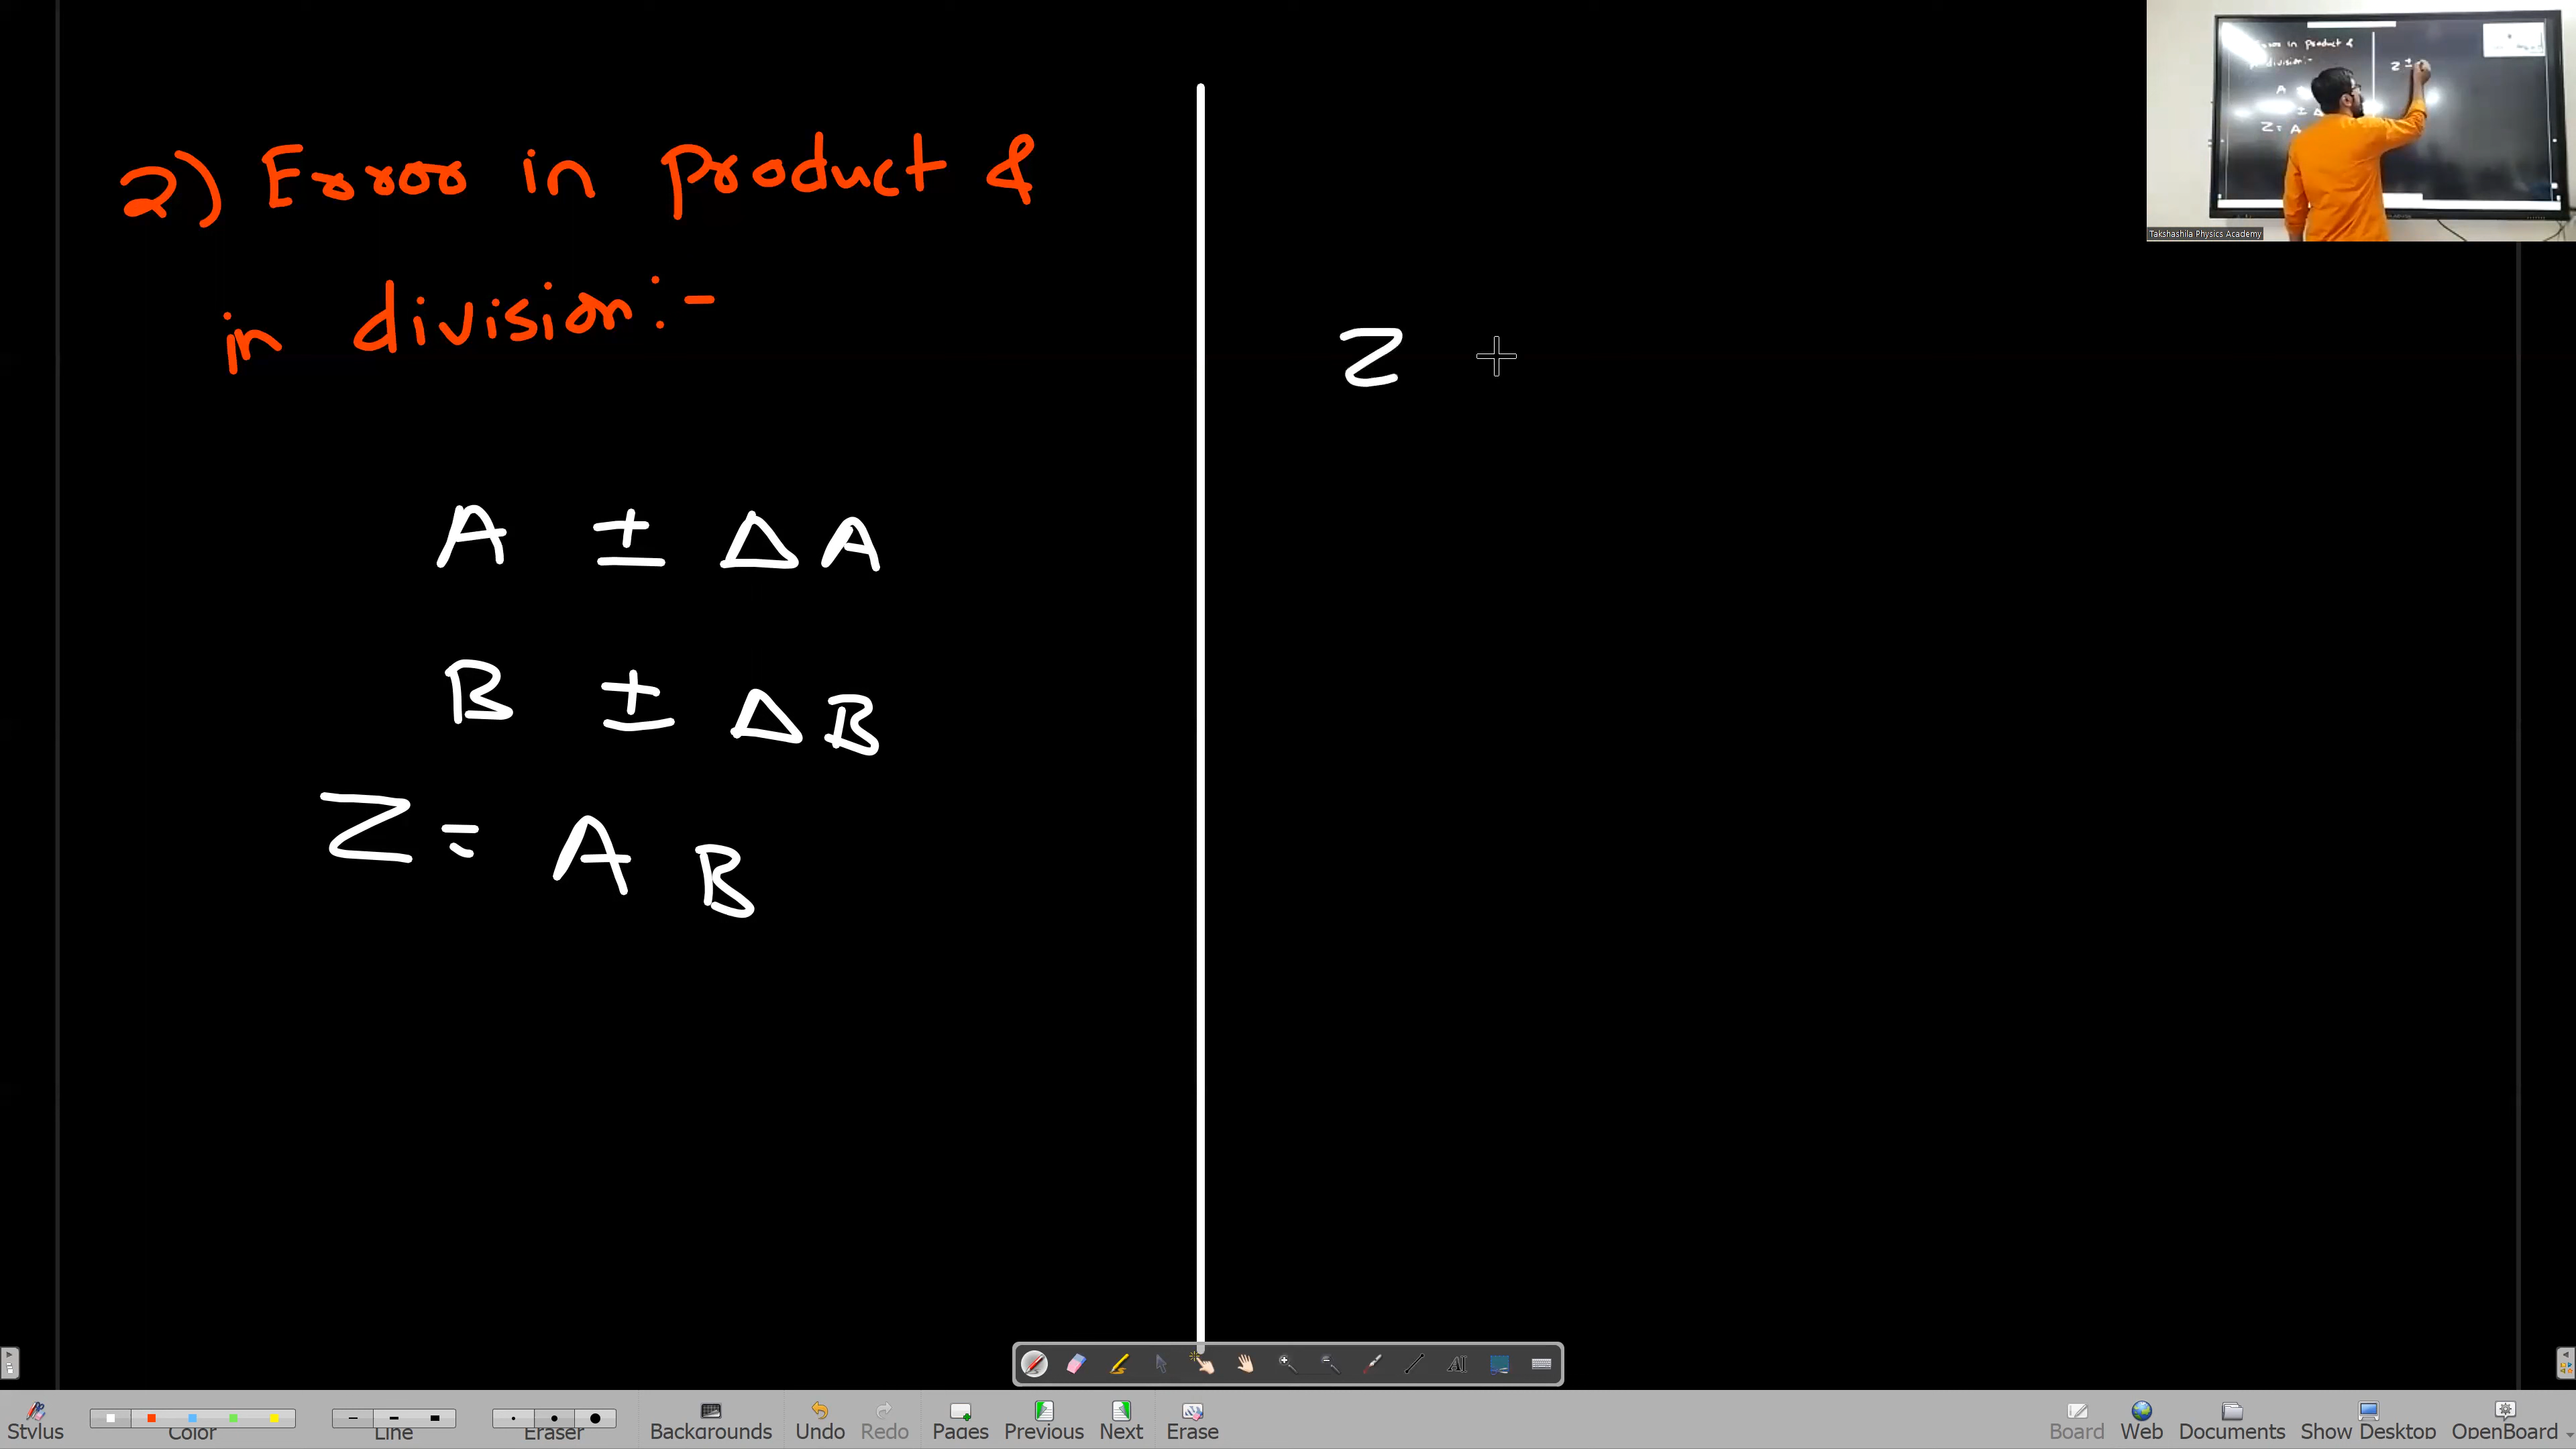 2) Error in product &
in division:-
A ± ΔA
B ± ΔB
Z = A B
Z
Takshashila Physics Academy
Stylus
Color
Line
Eraser
Backgrounds
Undo
Redo
Pages
Previous
Next
Erase
Board
Web
Documents
Show Desktop
OpenBoard